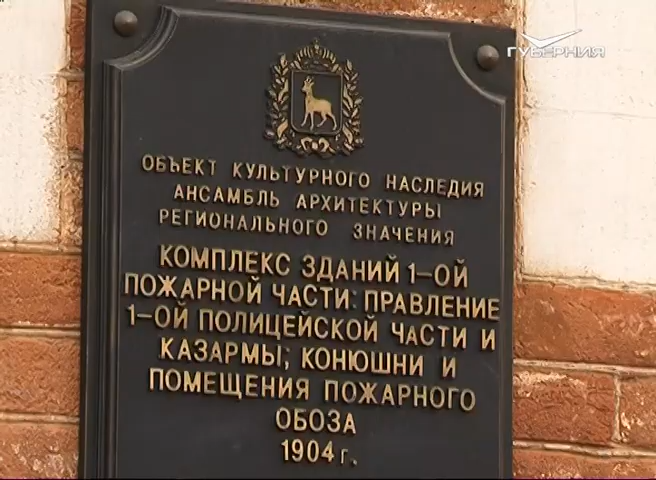 ГУБЕРНИЯ
ОБЪЕКТ КУЛЬТУРНОГО НАСЛЕДИЯ
АНСАМБЛЬ АРХИТЕКТУРЫ
РЕГИОНАЛЬНОГО ЗНАЧЕНИЯ
КОМПЛЕКС ЗДАНИЙ 1-ОЙ
ПОЖАРНОЙ ЧАСТИ: ПРАВЛЕНИЕ
1-ОЙ ПОЛИЦЕЙСКОЙ ЧАСТИ И
КАЗАРМЫ; КОНЮШНИ И
ПОМЕЩЕНИЯ ПОЖАРНОГО
ОБОЗА
1904 г.